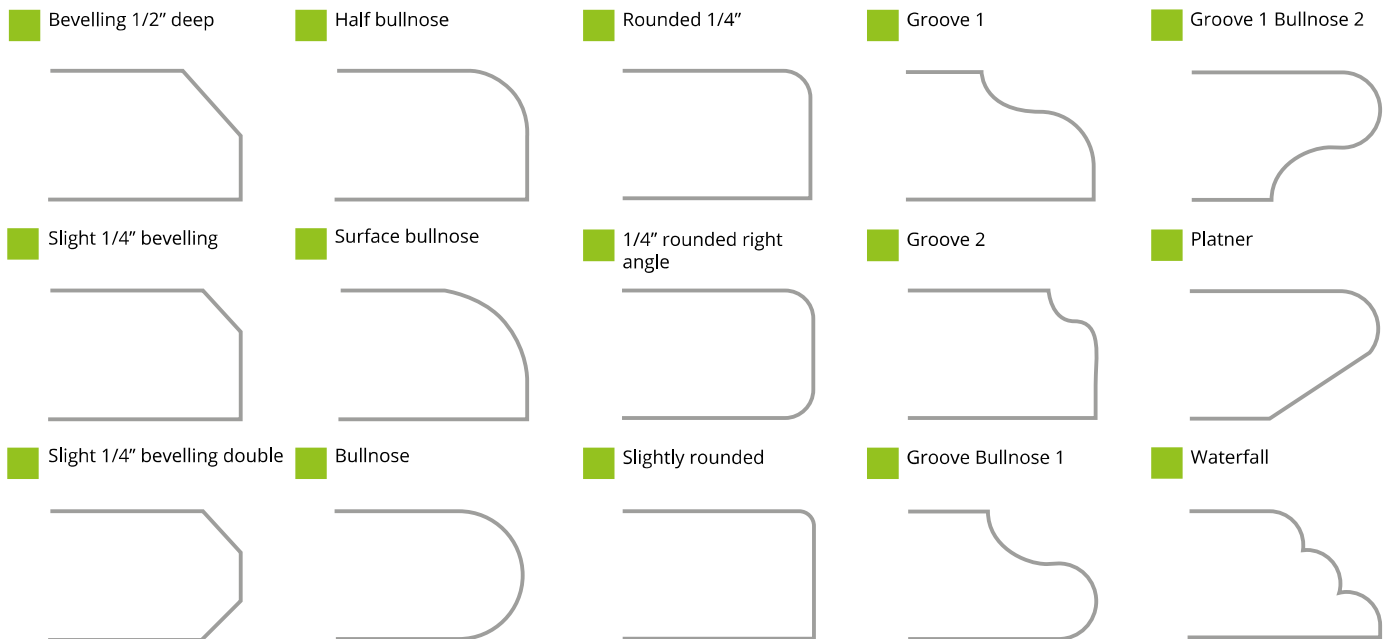 Bevelling 1/2” deep
Half bullnose
Rounded 1/4”
Groove 1
Groove 1 Bullnose 2
Slight 1/4” bevelling
Surface bullnose
1/4” rounded right
angle
Groove 2
Platner
Slight 1/4” bevelling double
Bullnose
Slightly rounded
Groove Bullnose 1
Waterfall